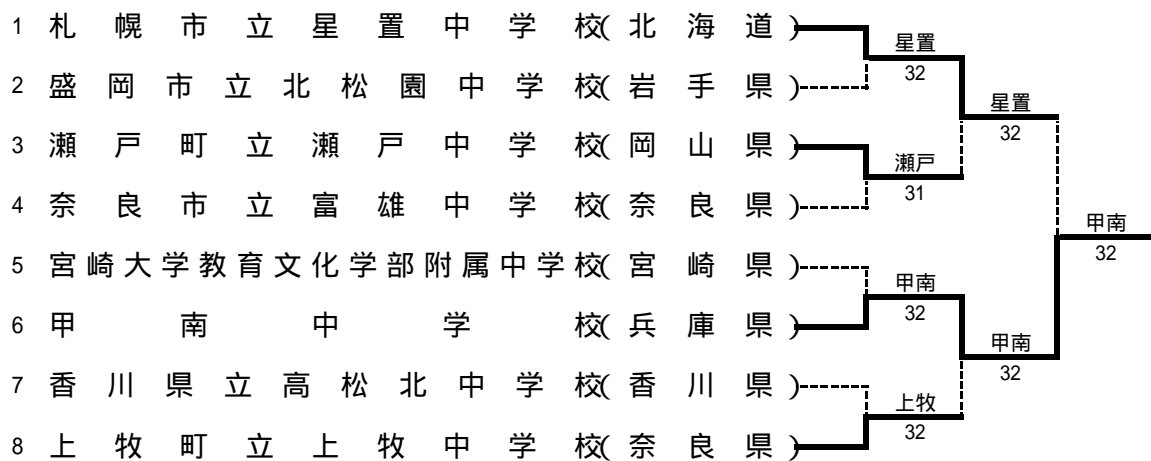 1 札幌市立星置中学校(北海道)
星置
32
2 盛岡市立北松園中学校(岩手県)
星置
32
3 瀬戸町立瀬戸中学校(岡山県)
瀬戸
31
4 奈良市立富雄中学校(奈良県)
甲南
32
5 宮崎大学教育文化学部附属中学校(宮崎県)
甲南
32
6 甲南中学校(兵庫県)
甲南
32
7 香川県立高松北中学校(香川県)
上牧
32
8 上牧町立上牧中学校(奈良県)